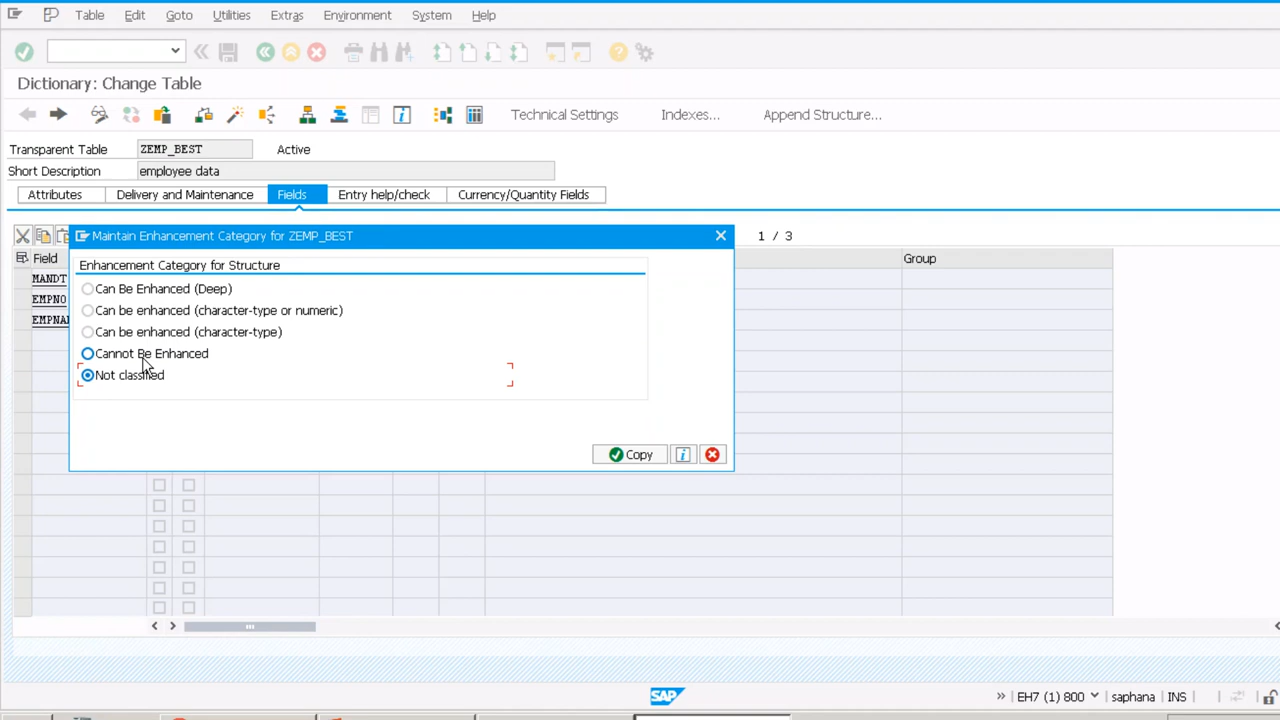 Table Edit Goto Utilities Extras Environment System Help
Dictionary: Change Table
Technical Settings Indexes... Append Structure...
Transparent Table ZEMP_BEST Active
Short Description employee data
Attributes Delivery and Maintenance Fields Entry help/check Currency/Quantity Fields
Maintain Enhancement Category for ZEMP_BEST 1 / 3
Field Group
Enhancement Category for Structure
MANDT
Can Be Enhanced (Deep)
EMPNO
Can be enhanced (character-type or numeric)
EMPNA
Can be enhanced (character-type)
Cannot Be Enhanced
Not classified
Copy
SAP EH7 (1) 800 saphana INS